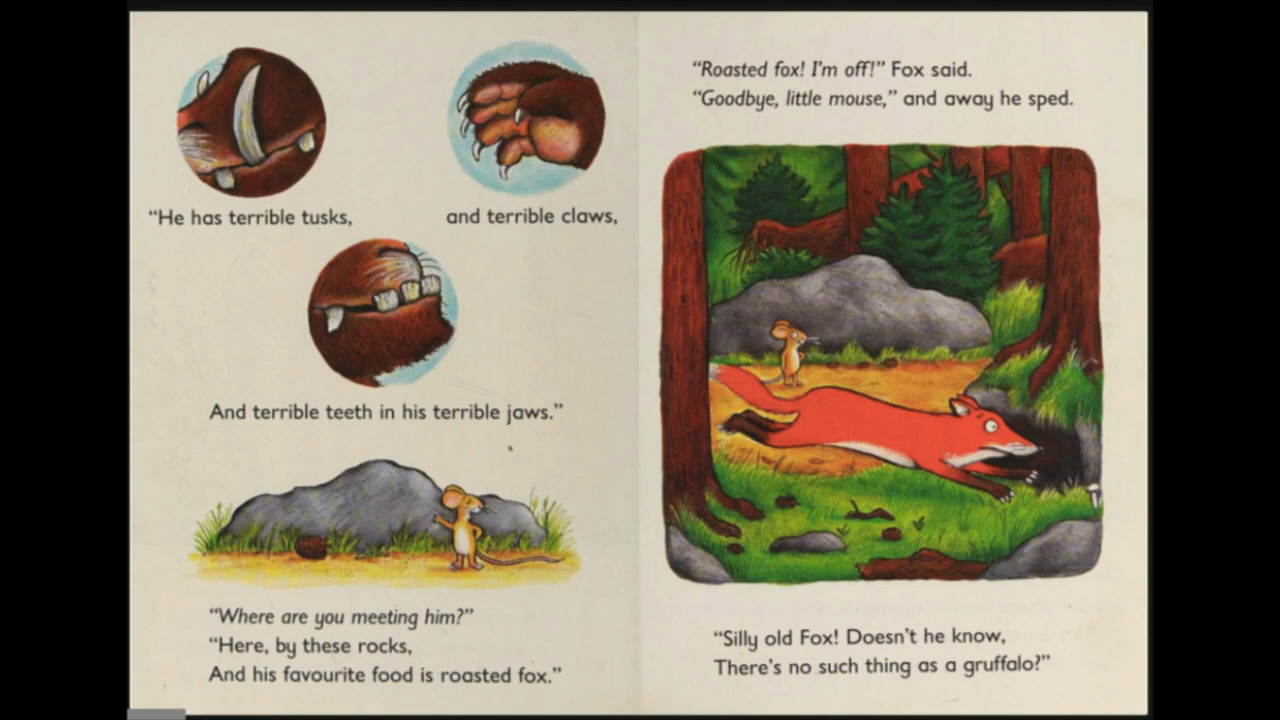 “He has terrible tusks,
and terrible claws,
And terrible teeth in his terrible jaws.”
“Where are you meeting him?”
“Here, by these rocks,
And his favourite food is roasted fox.”
“Roasted fox! I’m off!” Fox said.
“Goodbye, little mouse,” and away he sped.
“Silly old Fox! Doesn’t he know,
There’s no such thing as a gruffalo?”